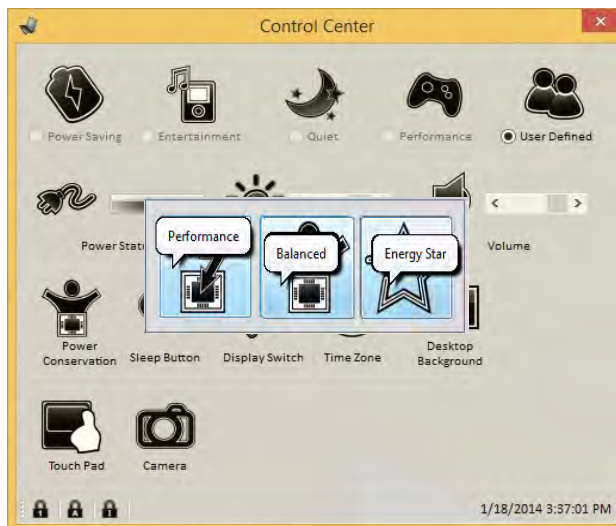 Control Center
Power Saving
Entertainment
Quiet
Performance
User Defined
Performance
Balanced
Energy Star
Volume
Power
Conservation
Sleep Button
Display Switch
Time Zone
Desktop
Background
Touch Pad
Camera
1/18/2014 3:37:01 PM